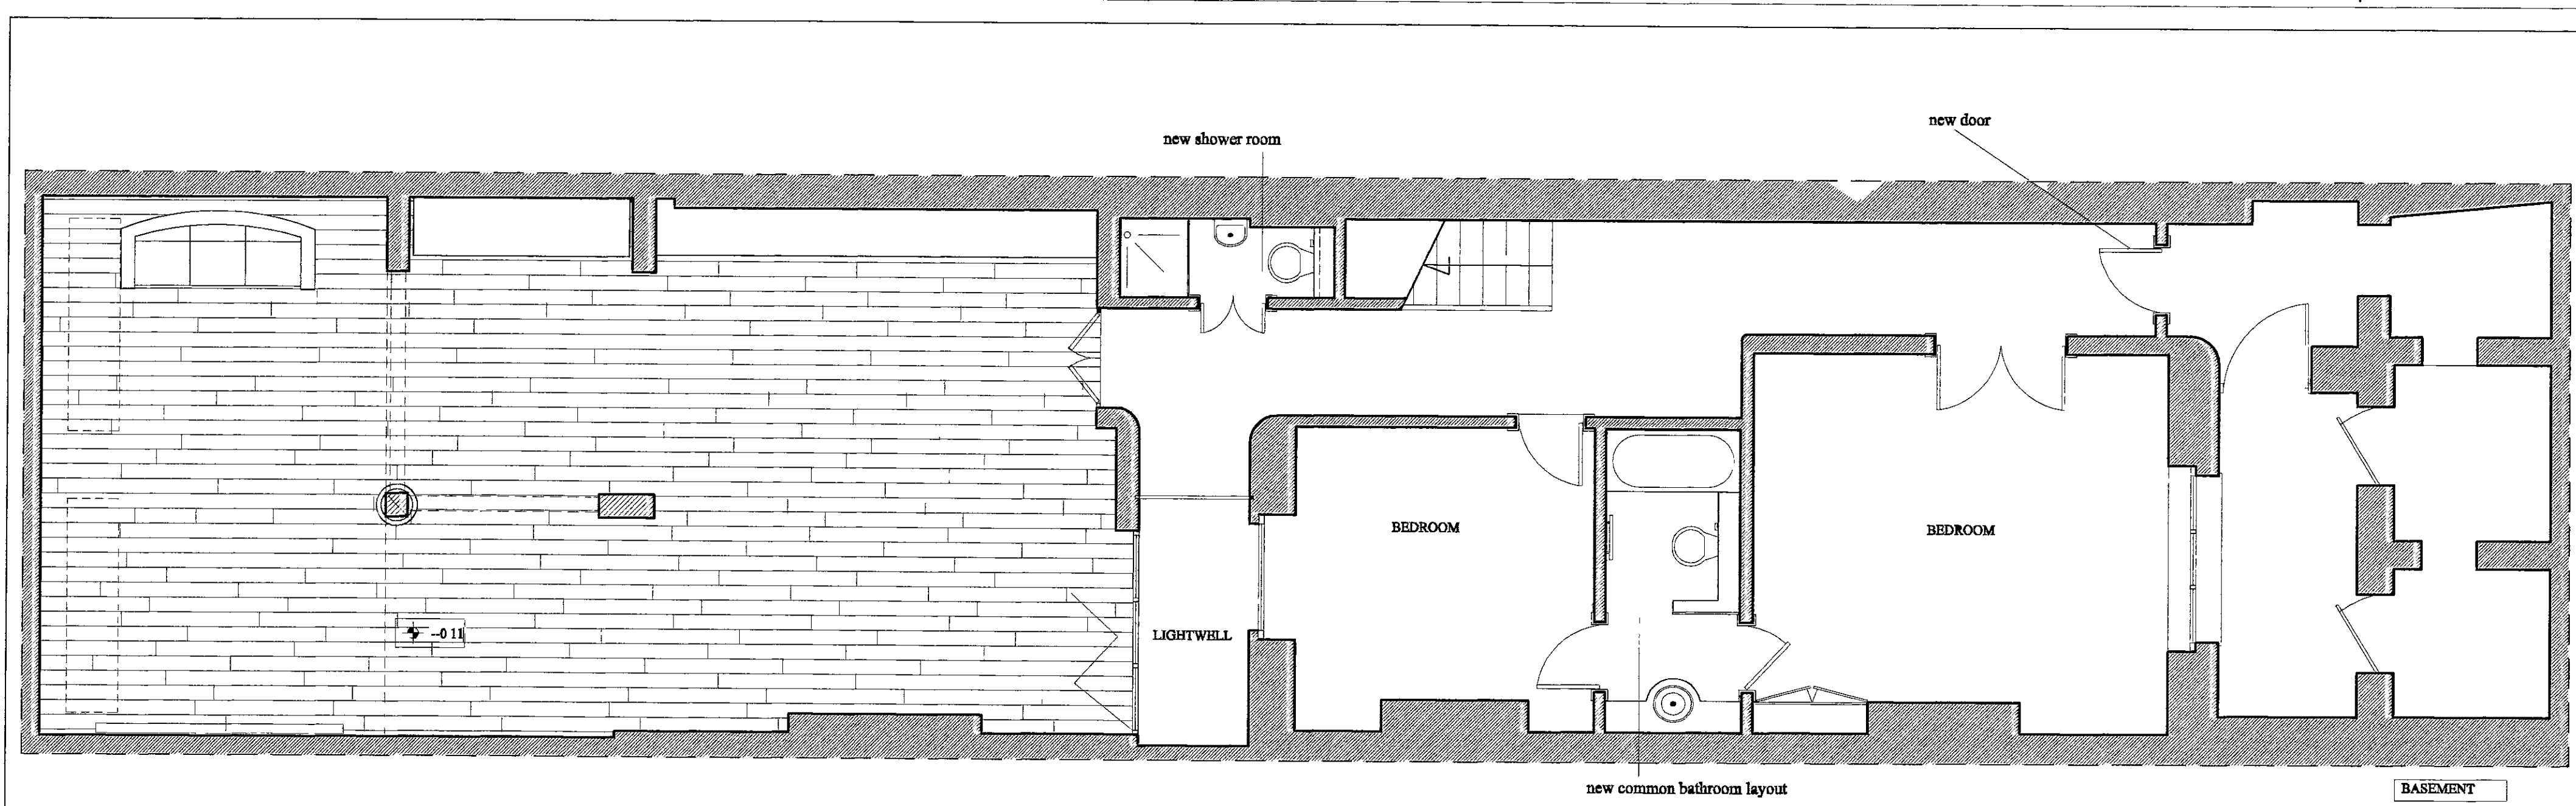 new door
new shower room
BEDROOM
BEDROOM
--0 11
LIGHTWELL
new common bathroom layout
BASEMENT